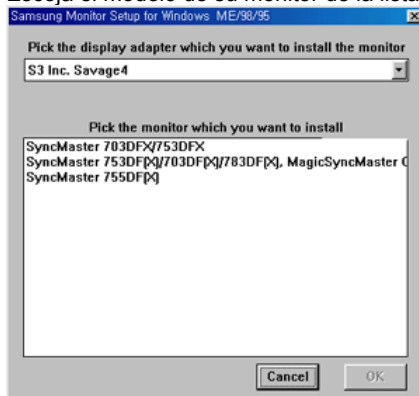 Escoja el modelo de su monitor de la lista
Samsung Monitor Setup for Windows ME/98/95
Pick the display adapter which you want to install the monitor
S3 Inc. Savage4
Pick the monitor which you want to install
SyncMaster 703DFX/753DFX
SyncMaster 753DF[X]/703DF[X]/783DF[X], MagicSyncMaster C
SyncMaster 755DF[X]
Cancel
OK